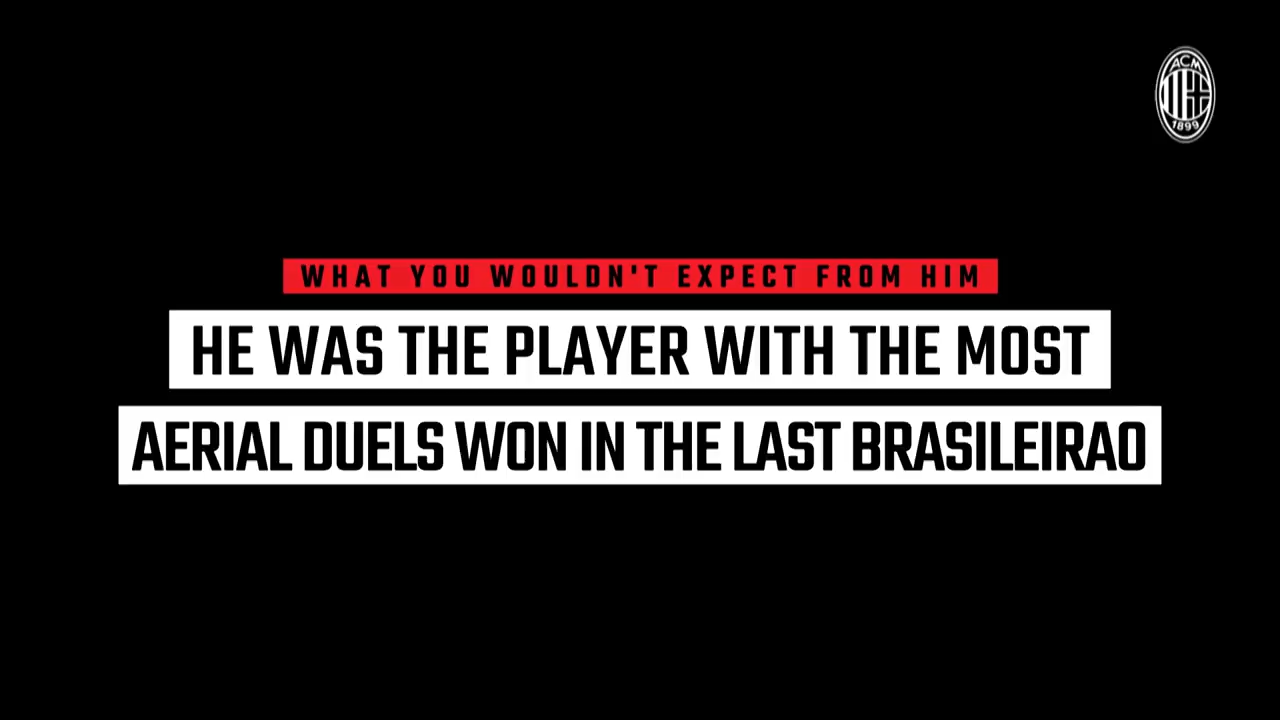 ACM
1899
WHAT YOU WOULDN'T EXPECT FROM HIM
HE WAS THE PLAYER WITH THE MOST
AERIAL DUELS WON IN THE LAST BRASILEIRAO